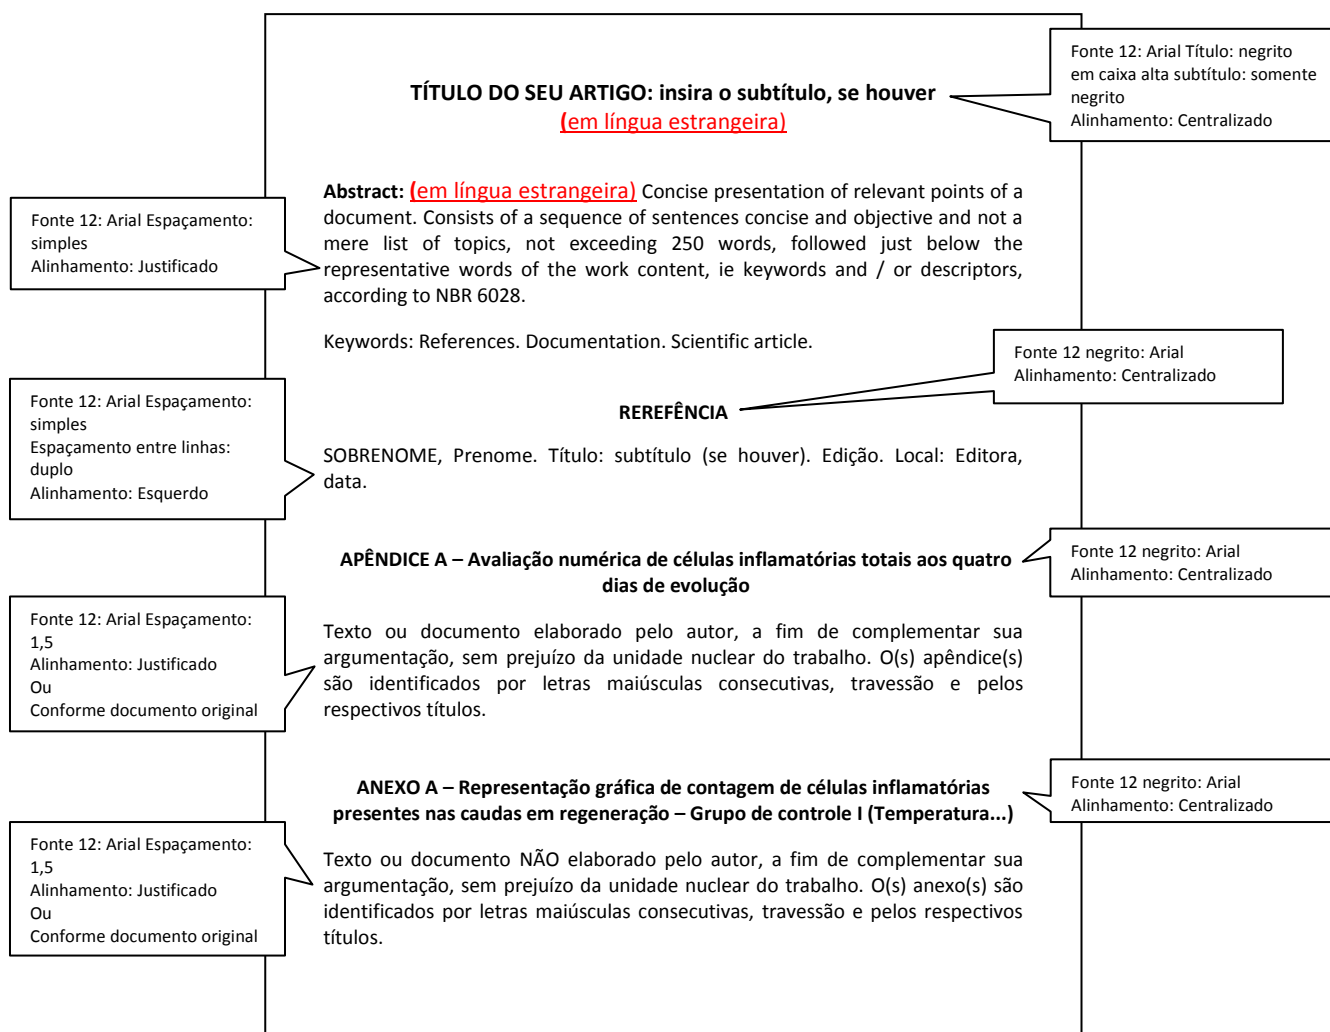 Fonte 12: Arial Título: negrito
em caixa alta subtítulo: somente
negrito
Alinhamento: Centralizado
TÍTULO DO SEU ARTIGO: insira o subtítulo, se houver
(em língua estrangeira)
Abstract: (em língua estrangeira) Concise presentation of relevant points of a
document. Consists of a sequence of sentences concise and objective and not a
mere list of topics, not exceeding 250 words, followed just below the
representative words of the work content, ie keywords and / or descriptors,
according to NBR 6028.
Fonte 12: Arial Espaçamento:
simples
Alinhamento: Justificado
Keywords: References. Documentation. Scientific article.
Fonte 12 negrito: Arial
Alinhamento: Centralizado
REREFÊNCIA
Fonte 12: Arial Espaçamento:
simples
Espaçamento entre linhas:
duplo
Alinhamento: Esquerdo
SOBRENOME, Prenome. Título: subtítulo (se houver). Edição. Local: Editora,
data.
APÊNDICE A – Avaliação numérica de células inflamatórias totais aos quatro
dias de evolução
Fonte 12 negrito: Arial
Alinhamento: Centralizado
Fonte 12: Arial Espaçamento:
1,5
Alinhamento: Justificado
Ou
Conforme documento original
Texto ou documento elaborado pelo autor, a fim de complementar sua
argumentação, sem prejuízo da unidade nuclear do trabalho. O(s) apêndice(s)
são identificados por letras maiúsculas consecutivas, travessão e pelos
respectivos títulos.
ANEXO A – Representação gráfica de contagem de células inflamatórias
presentes nas caudas em regeneração – Grupo de controle I (Temperatura...)
Fonte 12 negrito: Arial
Alinhamento: Centralizado
Fonte 12: Arial Espaçamento:
1,5
Alinhamento: Justificado
Ou
Conforme documento original
Texto ou documento NÃO elaborado pelo autor, a fim de complementar sua
argumentação, sem prejuízo da unidade nuclear do trabalho. O(s) anexo(s) são
identificados por letras maiúsculas consecutivas, travessão e pelos respectivos
títulos.